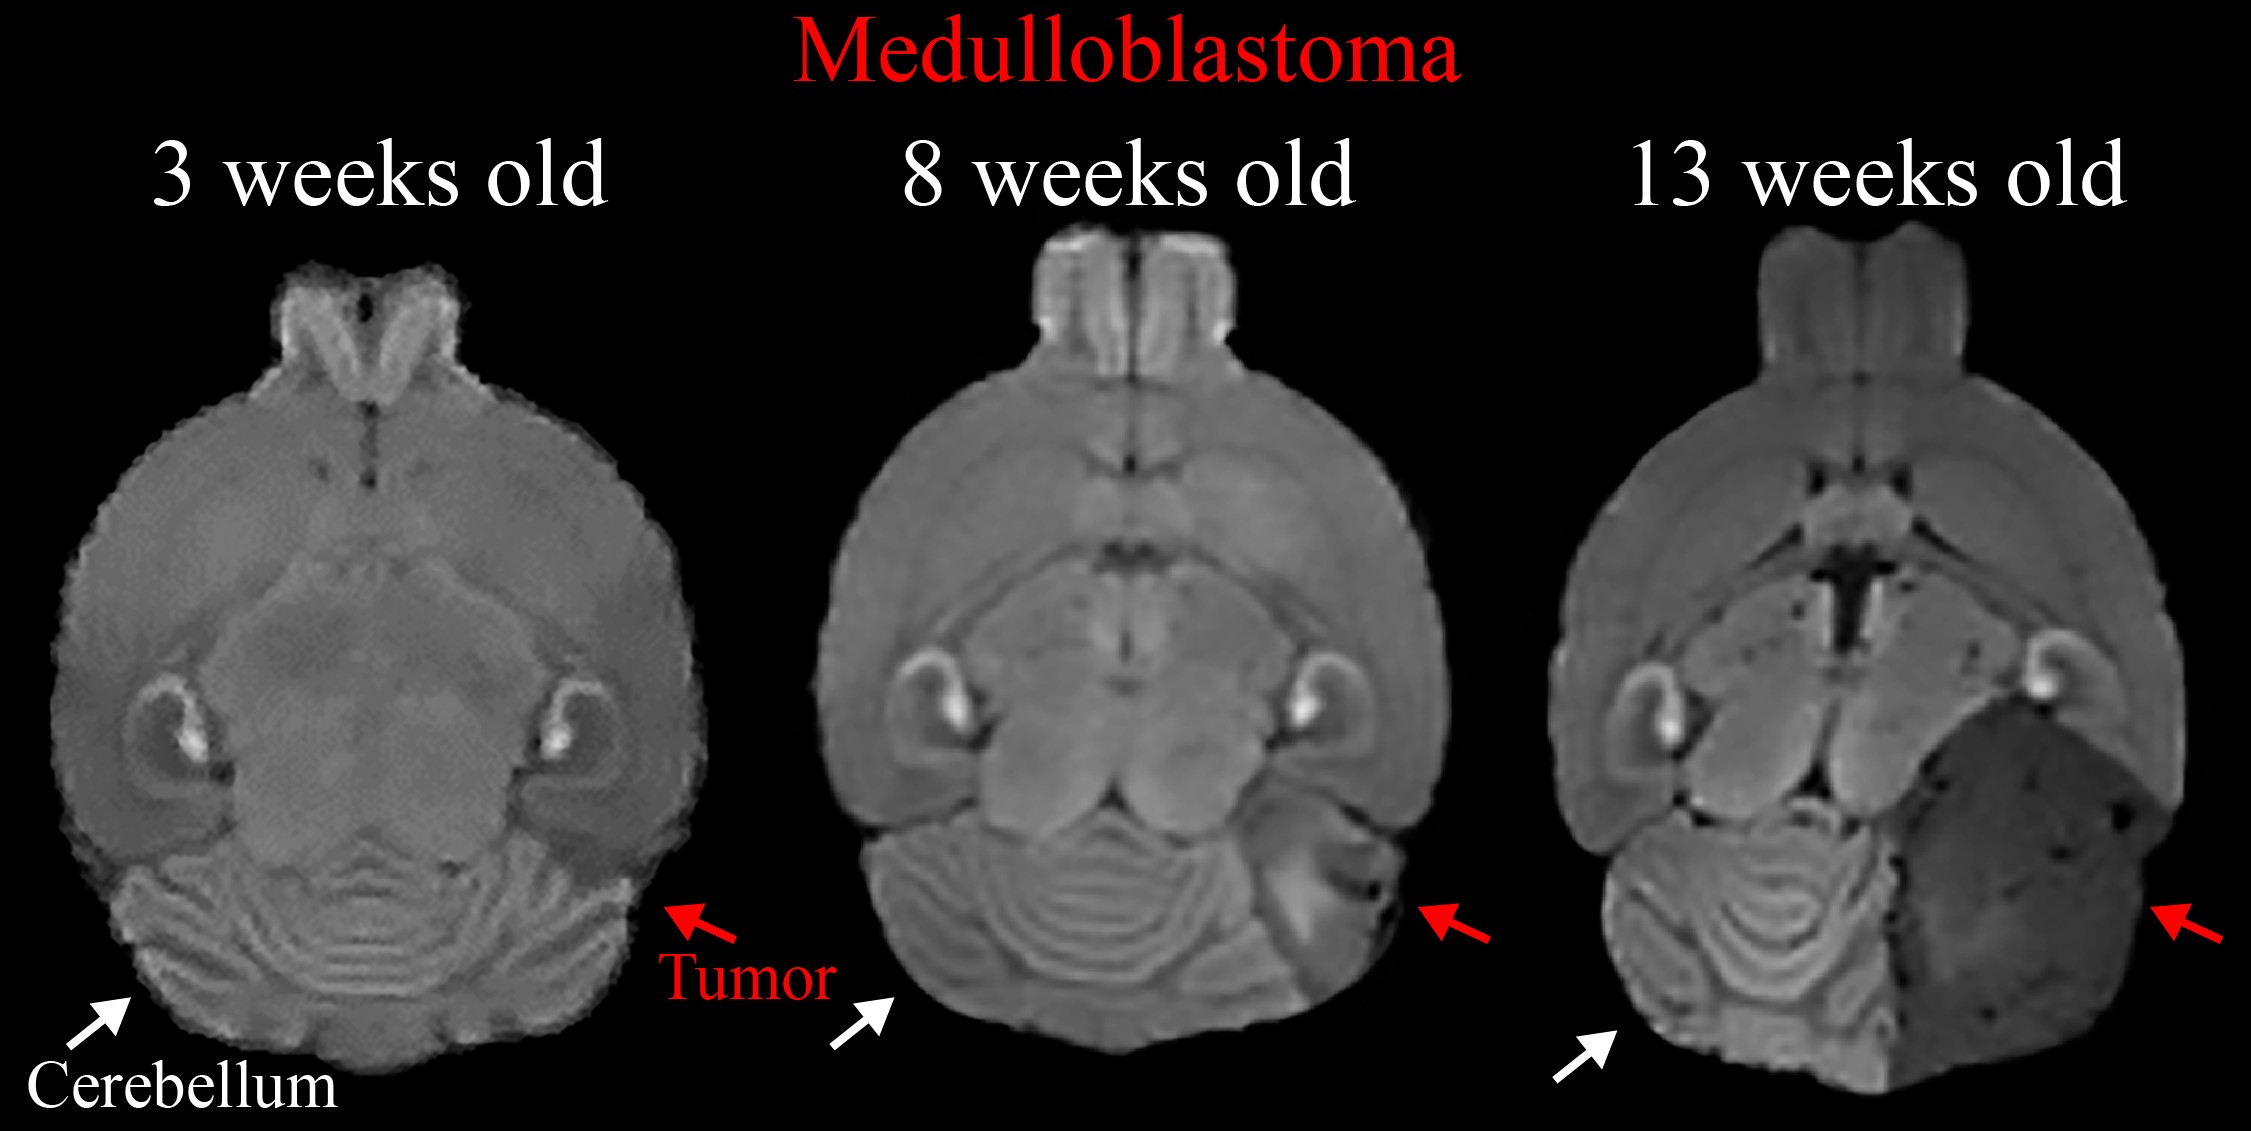 Medulloblastoma
3 weeks old
8 weeks old
13 weeks old
Tumor
Cerebellum